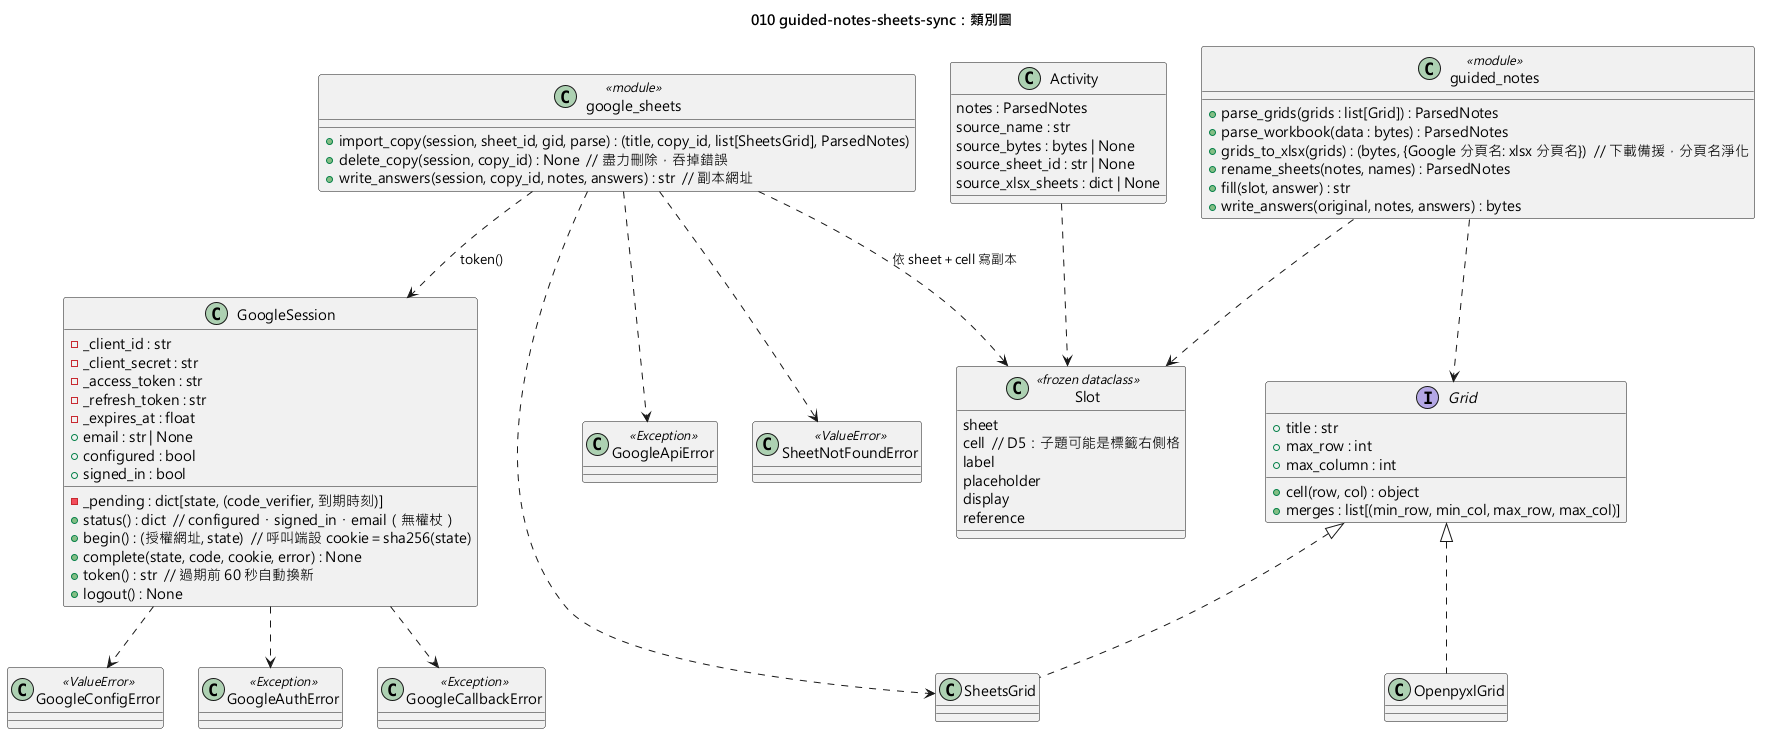 010 guided-notes-sheets-sync：類別圖
«module»
google_sheets
import_copy(session, sheet_id, gid, parse) : (title, copy_id, list[SheetsGrid], ParsedNotes)
delete_copy(session, copy_id) : None // 盡力刪除，吞掉錯誤
write_answers(session, copy_id, notes, answers) : str // 副本網址
Activity
notes : ParsedNotes
source_name : str
source_bytes : bytes | None
source_sheet_id : str | None
source_xlsx_sheets : dict | None
«module»
guided_notes
parse_grids(grids : list[Grid]) : ParsedNotes
parse_workbook(data : bytes) : ParsedNotes
grids_to_xlsx(grids) : (bytes, {Google 分頁名: xlsx 分頁名}) // 下載備援，分頁名淨化
rename_sheets(notes, names) : ParsedNotes
fill(slot, answer) : str
write_answers(original, notes, answers) : bytes
token()
依 sheet + cell 寫副本
GoogleSession
_client_id : str
_client_secret : str
_access_token : str
_refresh_token : str
_expires_at : float
email : str | None
configured : bool
signed_in : bool
_pending : dict[state, (code_verifier, 到期時刻)]
status() : dict // configured、signed_in、email（無權杖）
begin() : (授權網址, state) // 呼叫端設 cookie = sha256(state)
complete(state, code, cookie, error) : None
token() : str // 過期前 60 秒自動換新
logout() : None
«Exception»
GoogleApiError
«ValueError»
SheetNotFoundError
«frozen dataclass»
Slot
sheet
cell // D5：子題可能是標籤右側格
label
placeholder
display
reference
Grid
title : str
max_row : int
max_column : int
cell(row, col) : object
merges : list[(min_row, min_col, max_row, max_col)]
«ValueError»
GoogleConfigError
«Exception»
GoogleAuthError
«Exception»
GoogleCallbackError
SheetsGrid
OpenpyxlGrid